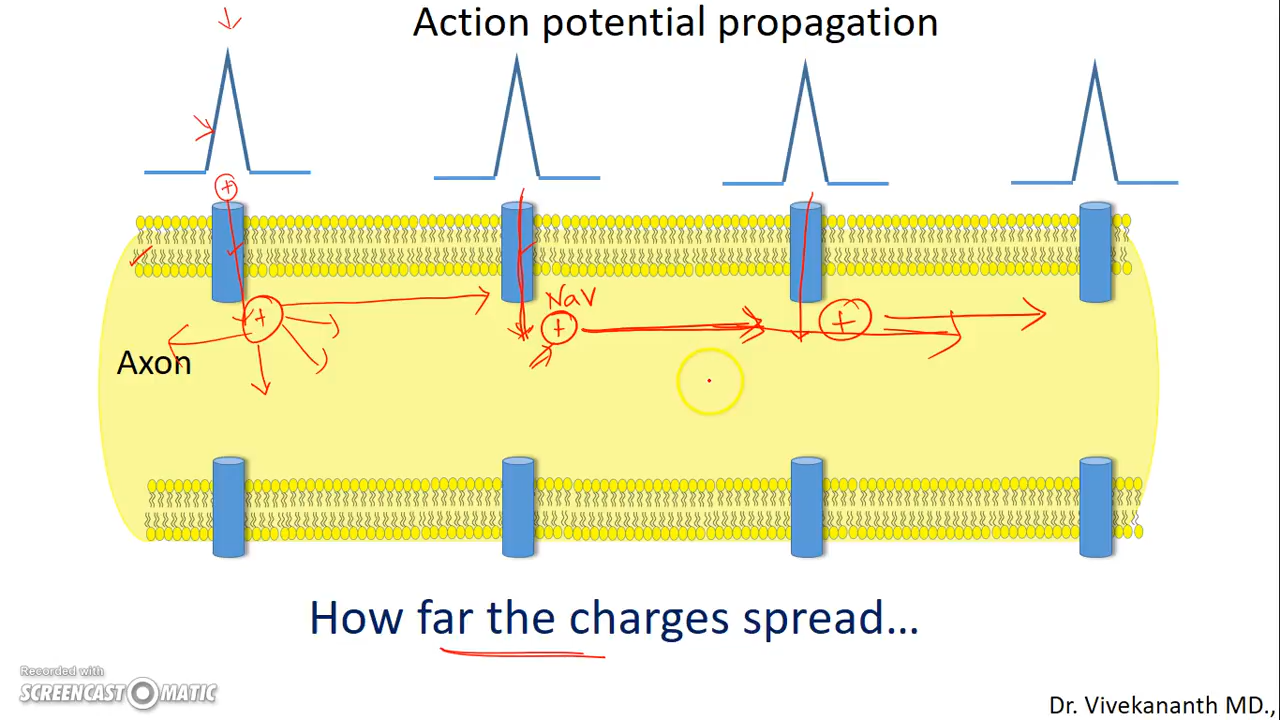 Action potential propagation
+
NaV
+
+
+
Axon
How far the charges spread...
Recorded with
SCREENCAST MATIC
Dr. Vivekananth MD.,